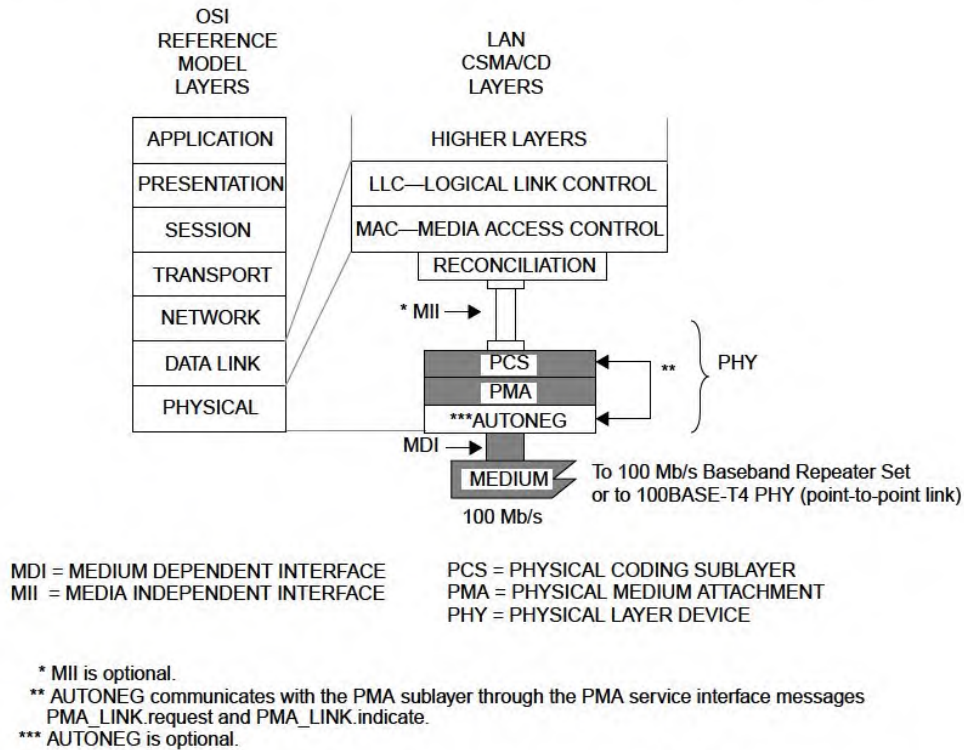 OSI
REFERENCE
MODEL
LAYERS
LAN
CSMA/CD
LAYERS
APPLICATION
PRESENTATION
SESSION
TRANSPORT
NETWORK
DATA LINK
PHYSICAL
HIGHER LAYERS
LLC—LOGICAL LINK CONTROL
MAC—MEDIA ACCESS CONTROL
RECONCILIATION
* MII
PCS
PMA
***AUTONEG
**
PHY
MDI
MEDIUM
100 Mb/s
To 100 Mb/s Baseband Repeater Set
or to 100BASE-T4 PHY (point-to-point link)
MDI = MEDIUM DEPENDENT INTERFACE
MII = MEDIA INDEPENDENT INTERFACE
PCS = PHYSICAL CODING SUBLAYER
PMA = PHYSICAL MEDIUM ATTACHMENT
PHY = PHYSICAL LAYER DEVICE
* MII is optional.
** AUTONEG communicates with the PMA sublayer through the PMA service interface messages
PMA_LINK.request and PMA_LINK.indicate.
*** AUTONEG is optional.